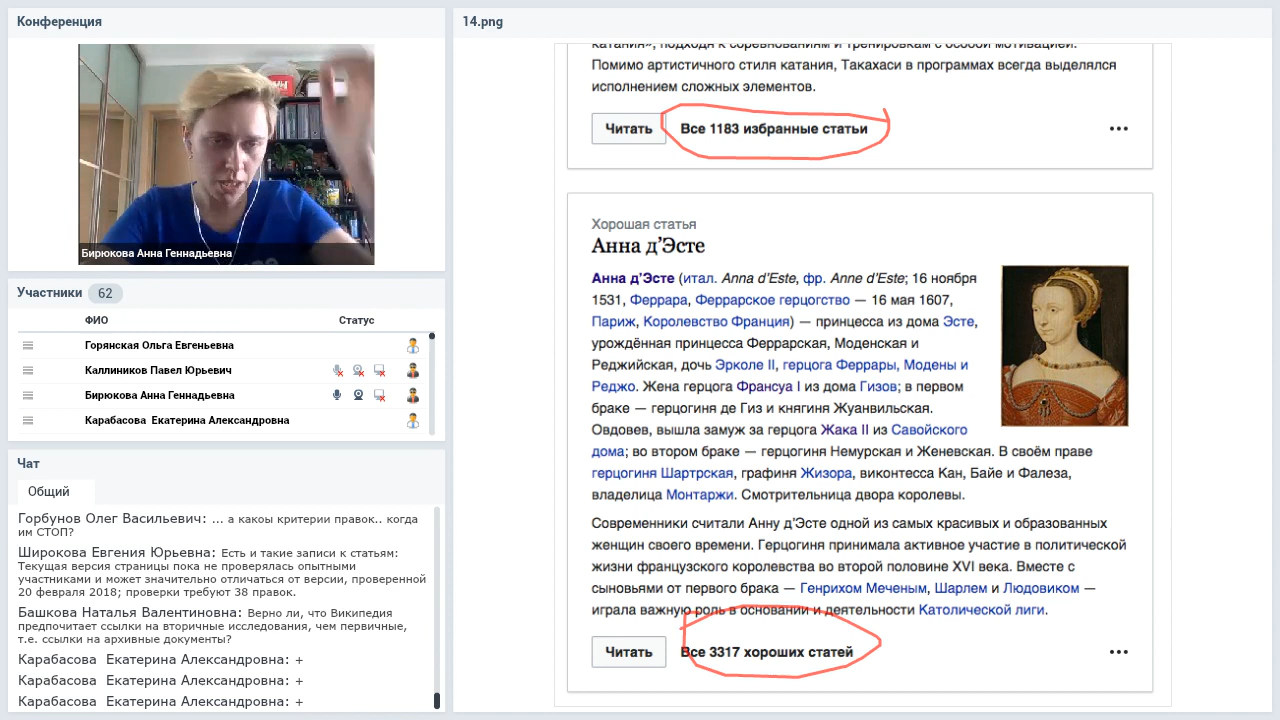 Конференция
Бирюкова Анна Геннадьевна
Участники 62
ФИО Статус
Горянская Ольга Евгеньевна
Каллиников Павел Юрьевич
Бирюкова Анна Геннадьевна
Карабасова Екатерина Александровна
Чат
Общий
Горбунов Олег Васильевич: ... а какоы критерии правок.. когда
им СТОП?
Широкова Евгения Юрьевна: Есть и такие записи к статьям:
Текущая версия страницы пока не проверялась опытными
участниками и может значительно отличаться от версии, проверенной
20 февраля 2018; проверки требуют 38 правок.
Башкова Наталья Валентиновна: Верно ли, что Википедия
предпочитает ссылки на вторичные исследования, чем первичные,
т.е. ссылки на архивные документы?
Карабасова Екатерина Александровна: +
Карабасова Екатерина Александровна: +
Карабасова Екатерина Александровна: +
14.png
катания», подходя к соревнованиям и тренировкам с особой мотивацией.
Помимо артистичного стиля катания, Такахаси в программах всегда выделялся
исполнением сложных элементов.
Читать Все 1183 избранные статьи
Хорошая статья
Анна д’Эсте
Анна д’Эсте (итал. Anna d’Este, фр. Anne d’Este; 16 ноября
1531, Феррара, Феррарское герцогство — 16 мая 1607,
Париж, Королевство Франция) — принцесса из дома Эсте,
урождённая принцесса Феррарская, Моденская и
Реджийская, дочь Эрколе II, герцога Феррары, Модены и
Реджо. Жена герцога Франсуа I из дома Гизов; в первом
браке — герцогиня де Гиз и княгиня Жуанвильская.
Овдовев, вышла замуж за герцога Жака II из Савойского
дома; во втором браке — герцогиня Немурская и Женевская. В своём праве
герцогиня Шартрская, графиня Жизора, виконтесса Кан, Байе и Фалеза,
владелица Монтаржи. Смотрительница двора королевы.
Современники считали Анну д’Эсте одной из самых красивых и образованных
женщин своего времени. Герцогиня принимала активное участие в политической
жизни французского королевства во второй половине XVI века. Вместе с
сыновьями от первого брака — Генрихом Меченым, Шарлем и Людовиком —
играла важную роль в основании и деятельности Католической лиги.
Читать Все 3317 хороших статей